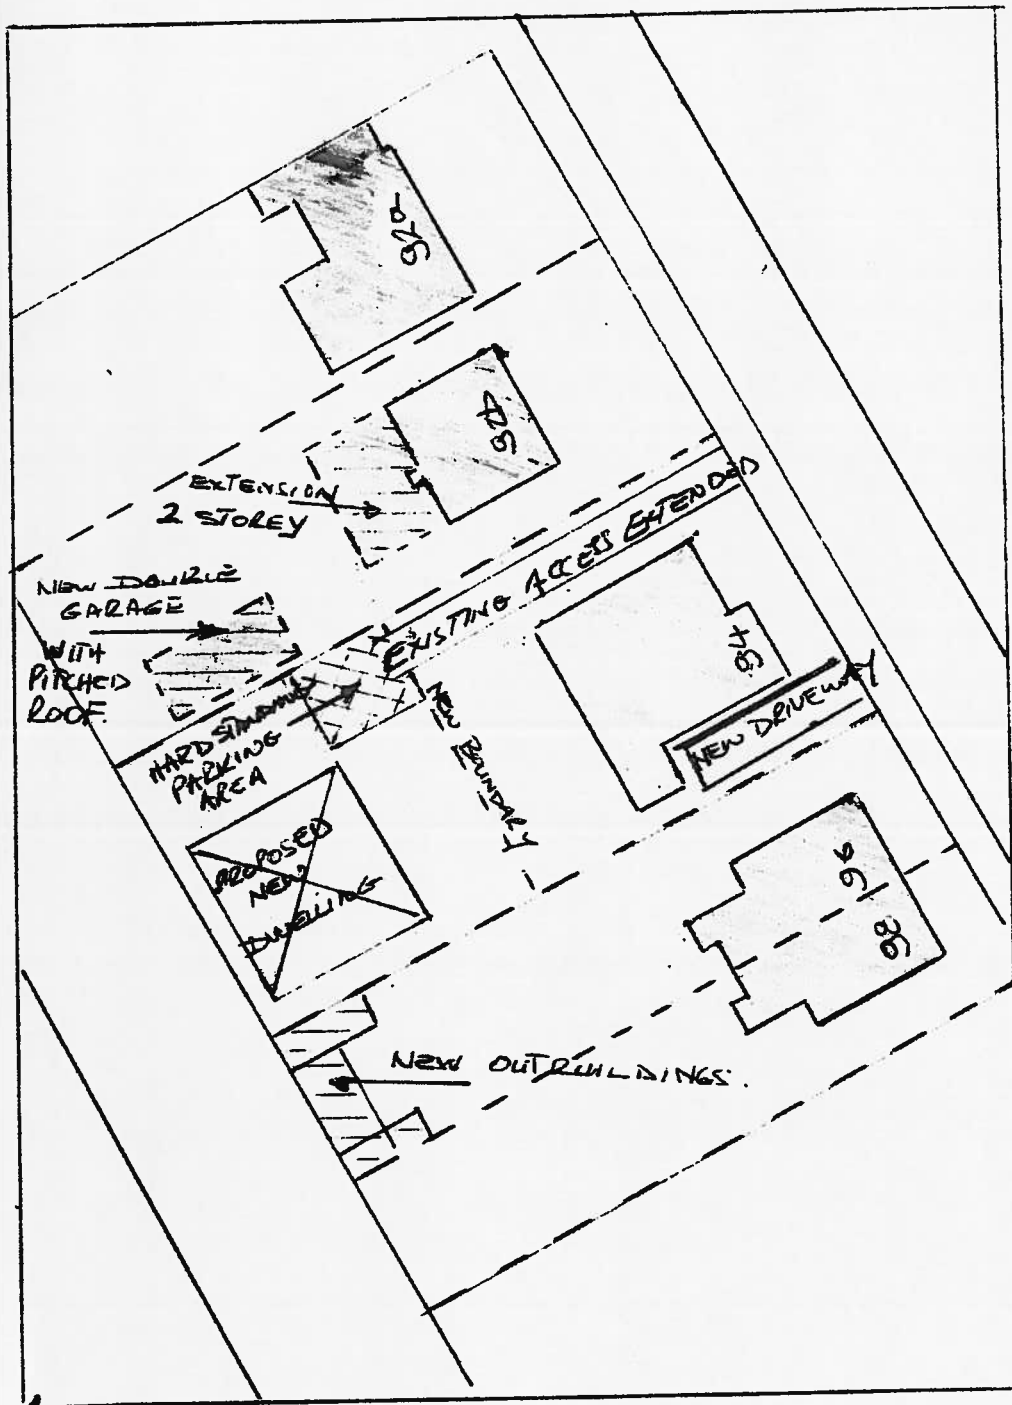 92a
92
EXTENSION
2 STOREY
EXISTING ACCESS EXTENDED
NEW DOUBLE
GARAGE
WITH
PITCHED
ROOF.
HARDSTANDING
PARKING
AREA
NEW BOUNDARY
94
NEW DRIVEWAY
PROPOSED
NEW
DWELLING
96
98
NEW OUTBUILDINGS.